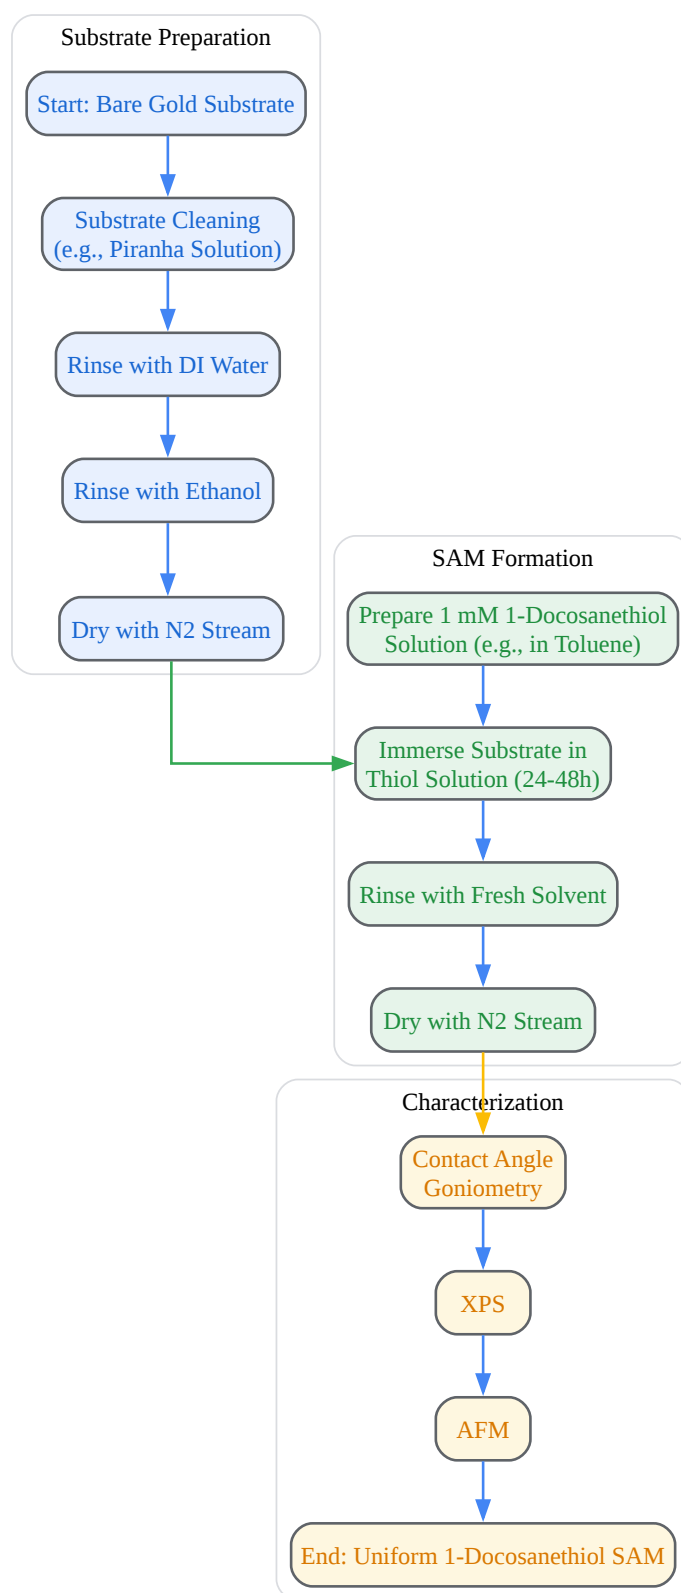 Substrate Preparation
Start: Bare Gold Substrate
Substrate Cleaning
(e.g., Piranha Solution)
Rinse with DI Water
Rinse with Ethanol
Dry with N2 Stream
SAM Formation
Prepare 1 mM 1-Docosanethiol
Solution (e.g., in Toluene)
Immerse Substrate in
Thiol Solution (24-48h)
Rinse with Fresh Solvent
Dry with N2 Stream
Characterization
Contact Angle
Goniometry
XPS
AFM
End: Uniform 1-Docosanethiol SAM